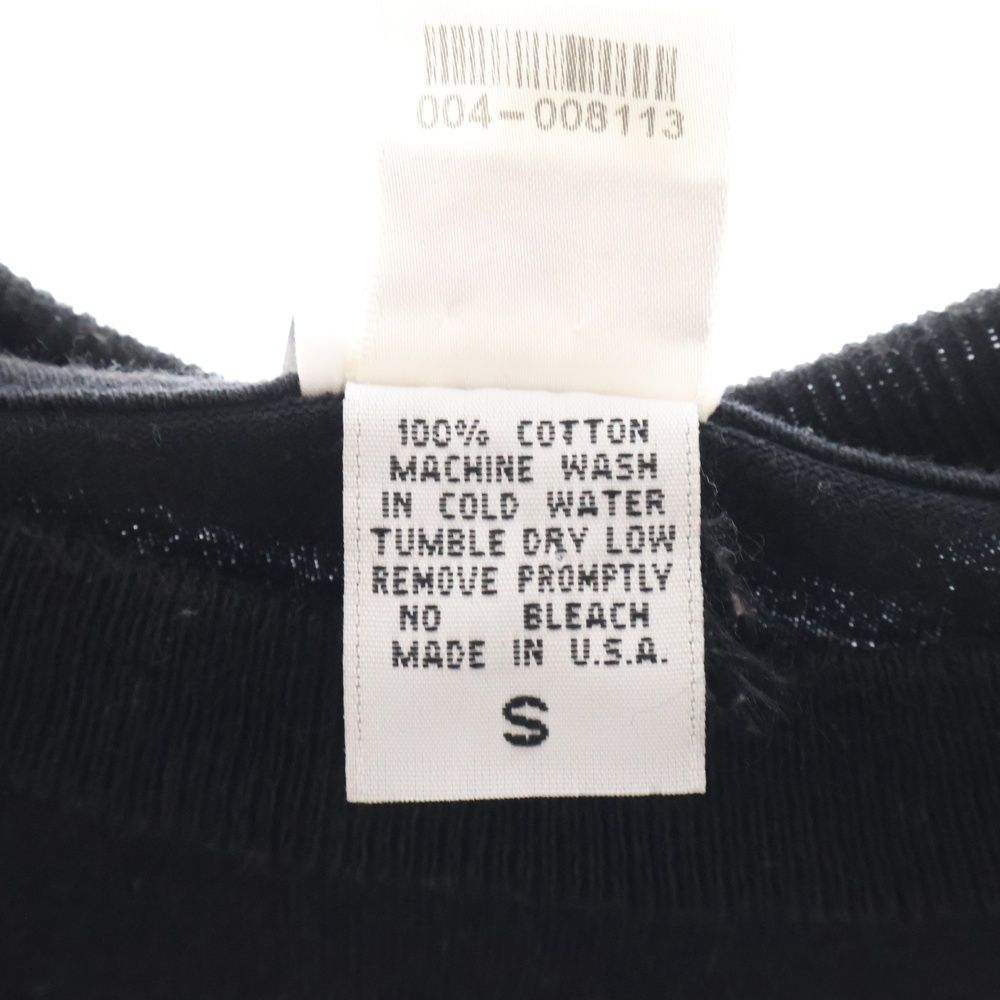 004-008113
100% COTTON
MACHINE WASH
IN COLD WATER
TUMBLE DRY LOW
REMOVE PROMPTLY
NO BLEACH
MADE IN U.S.A.
S